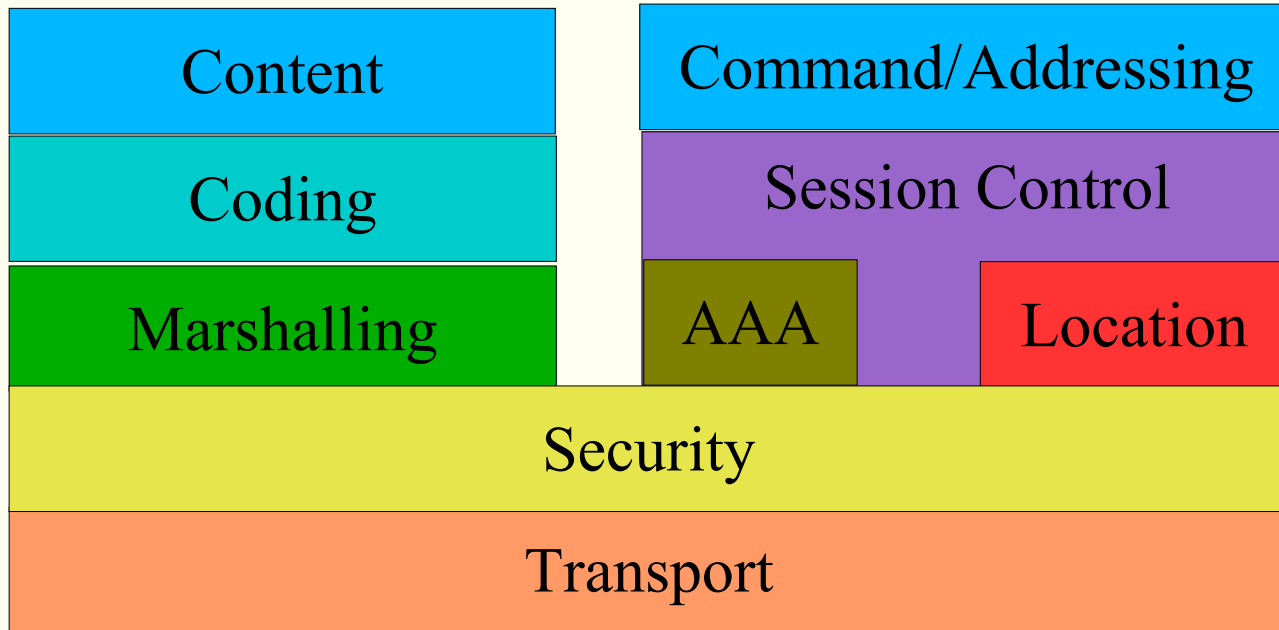 Content
Command/Addressing
Coding
Session Control
Marshalling
AAA
Location
Security
Transport